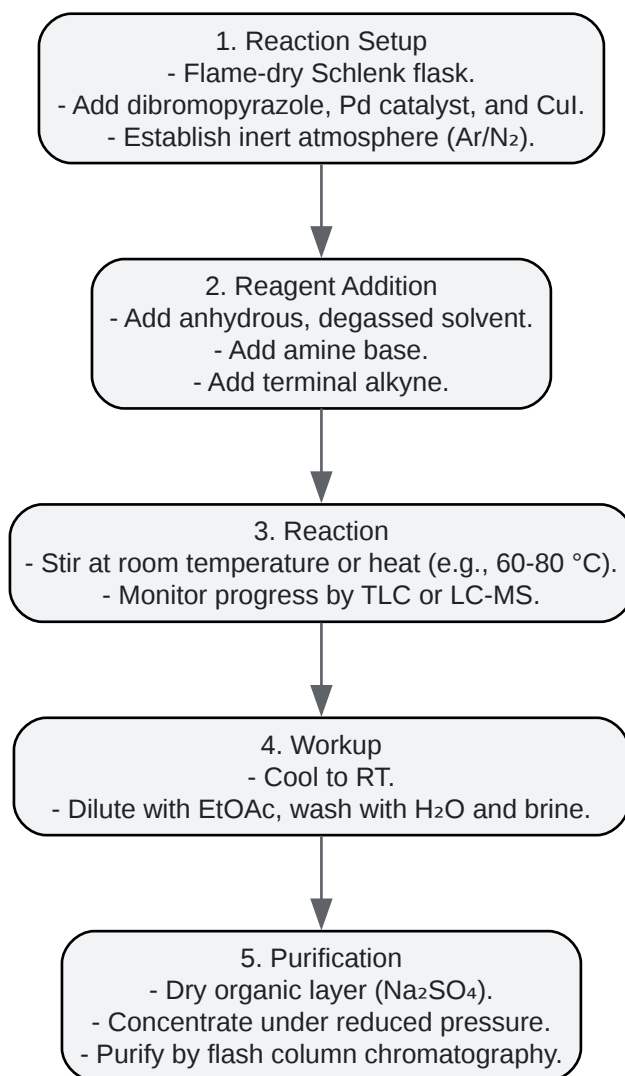 1. Reaction Setup
- Flame-dry Schlenk flask.
- Add dibromopyrazole, Pd catalyst, and CuI.
- Establish inert atmosphere (Ar/N₂).
2. Reagent Addition
- Add anhydrous, degassed solvent.
- Add amine base.
- Add terminal alkyne.
3. Reaction
- Stir at room temperature or heat (e.g., 60-80 °C).
- Monitor progress by TLC or LC-MS.
4. Workup
- Cool to RT.
- Dilute with EtOAc, wash with H₂O and brine.
5. Purification
- Dry organic layer (Na₂SO₄).
- Concentrate under reduced pressure.
- Purify by flash column chromatography.